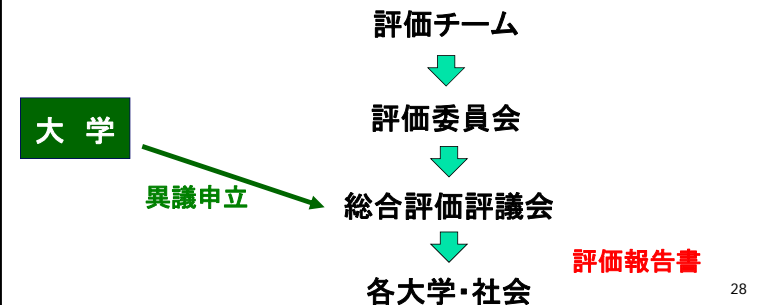 評価チーム
評価委員会
大 学
異議申立
総合評価評議会
評価報告書
各大学・社会
28